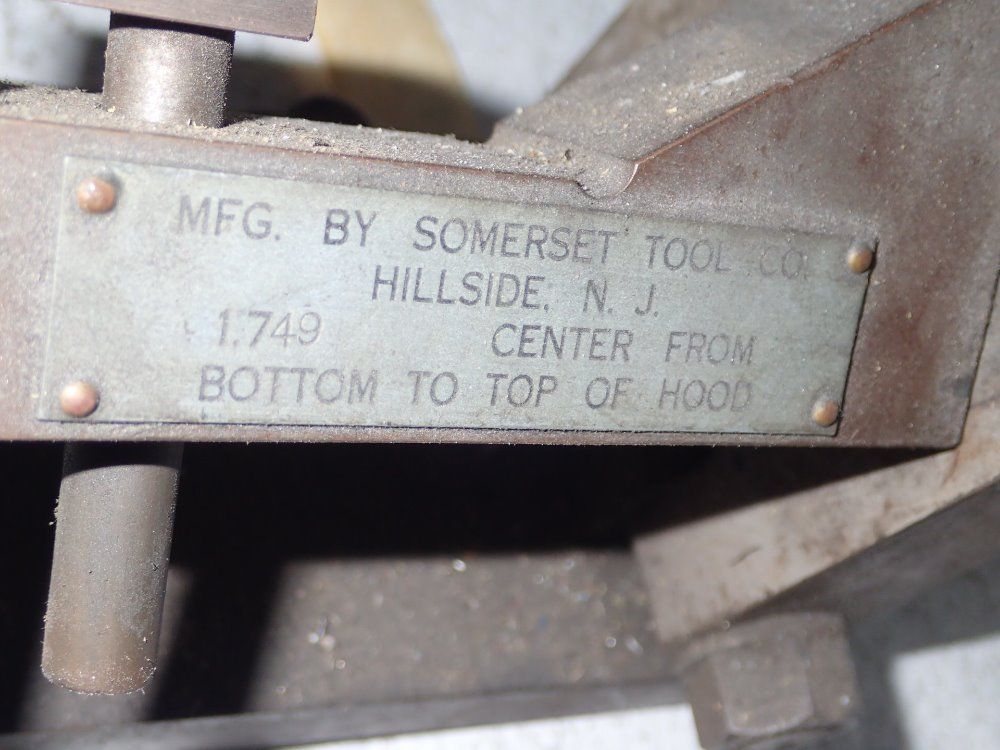 MFG. BY SOMERSET TOOL CO.
HILLSIDE, N. J.
1.749 CENTER FROM
BOTTOM TO TOP OF HOOD